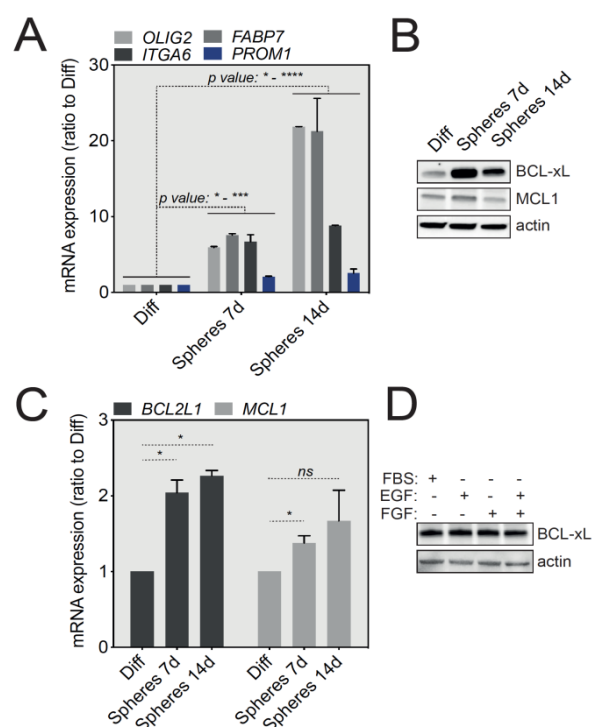 A
OLIG2 FABP7
ITGA6 PROM1
mRNA expression (ratio to Diff)
30
20
10
0
p value: * - ****
p value: * - ***
Diff
Spheres 7d
Spheres 14d
B
Diff
Spheres 7d
Spheres 14d
BCL-xL
MCL1
actin
C
BCL2L1 MCL1
mRNA expression (ratio to Diff)
3
2
1
0
*
*
ns
*
Diff
Spheres 7d
Spheres 14d
Diff
Spheres 7d
Spheres 14d
D
FBS: + - - -
EGF: - + - +
FGF: - - + +
BCL-xL
actin